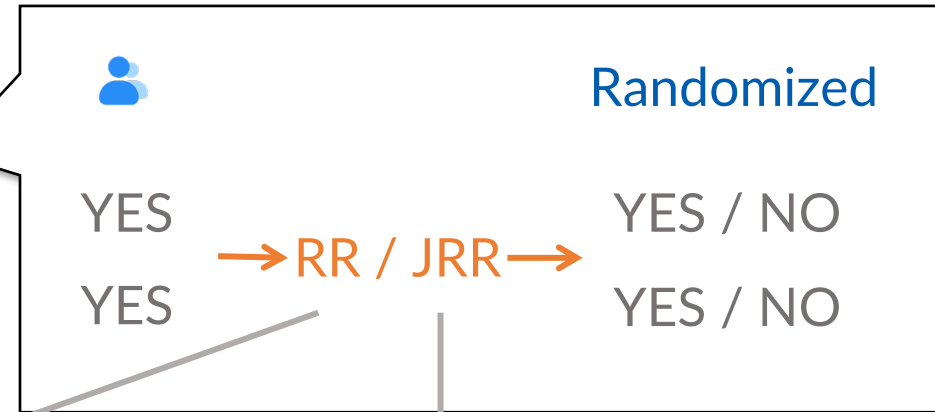 Randomized
YES
YES / NO
RR / JRR
YES
YES / NO